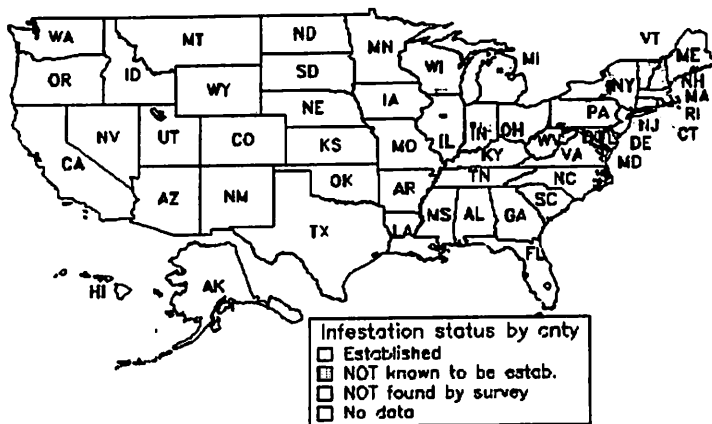 WA
MT
ND
MN
VT
ME
OR
ID
SD
WI
MI
NH
WY
NY
MA
NE
IA
RI
NV
UT
CO
IL
IN
OH
PA
NJ
CT
CA
KS
MO
KY
WV
VA
DE
MD
AZ
NM
OK
AR
TN
NC
SC
TX
LA
MS
AL
GA
FL
HI
AK
Infestation status by cnty
Established
NOT known to be estab.
NOT found by survey
No data